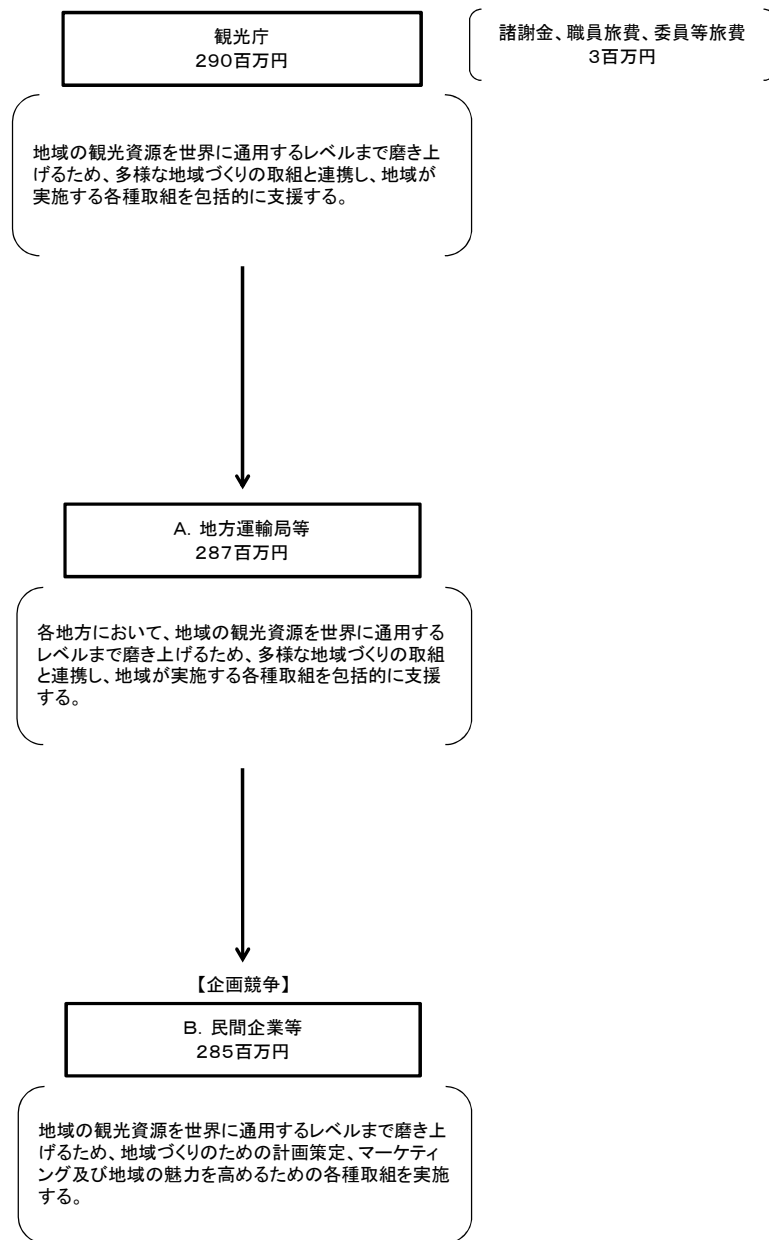 観光庁
290百万円
諸謝金、職員旅費、委員等旅費
3百万円
地域の観光資源を世界に通用するレベルまで磨き上
げるため、多様な地域づくりの取組と連携し、地域が
実施する各種取組を包括的に支援する。
A. 地方運輸局等
287百万円
各地方において、地域の観光資源を世界に通用する
レベルまで磨き上げるため、多様な地域づくりの取組
と連携し、地域が実施する各種取組を包括的に支援
する。
【企画競争】
B. 民間企業等
285百万円
地域の観光資源を世界に通用するレベルまで磨き上
げるため、地域づくりのための計画策定、マーケティ
ング及び地域の魅力を高めるための各種取組を実施
する。